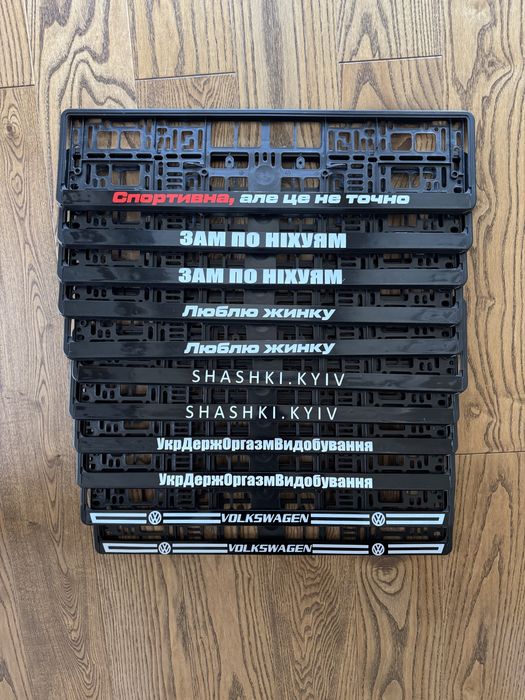 Спортивна, але це не точно
ЗАМ ПО НІХУЯМ
ЗАМ ПО НІХУЯМ
Люблю жинку
Люблю жинку
SHASHKI.KYIV
SHASHKI.KYIV
УкрДержОргазмВидобування
УкрДержОргазмВидобування
VOLKSWAGEN
VOLKSWAGEN